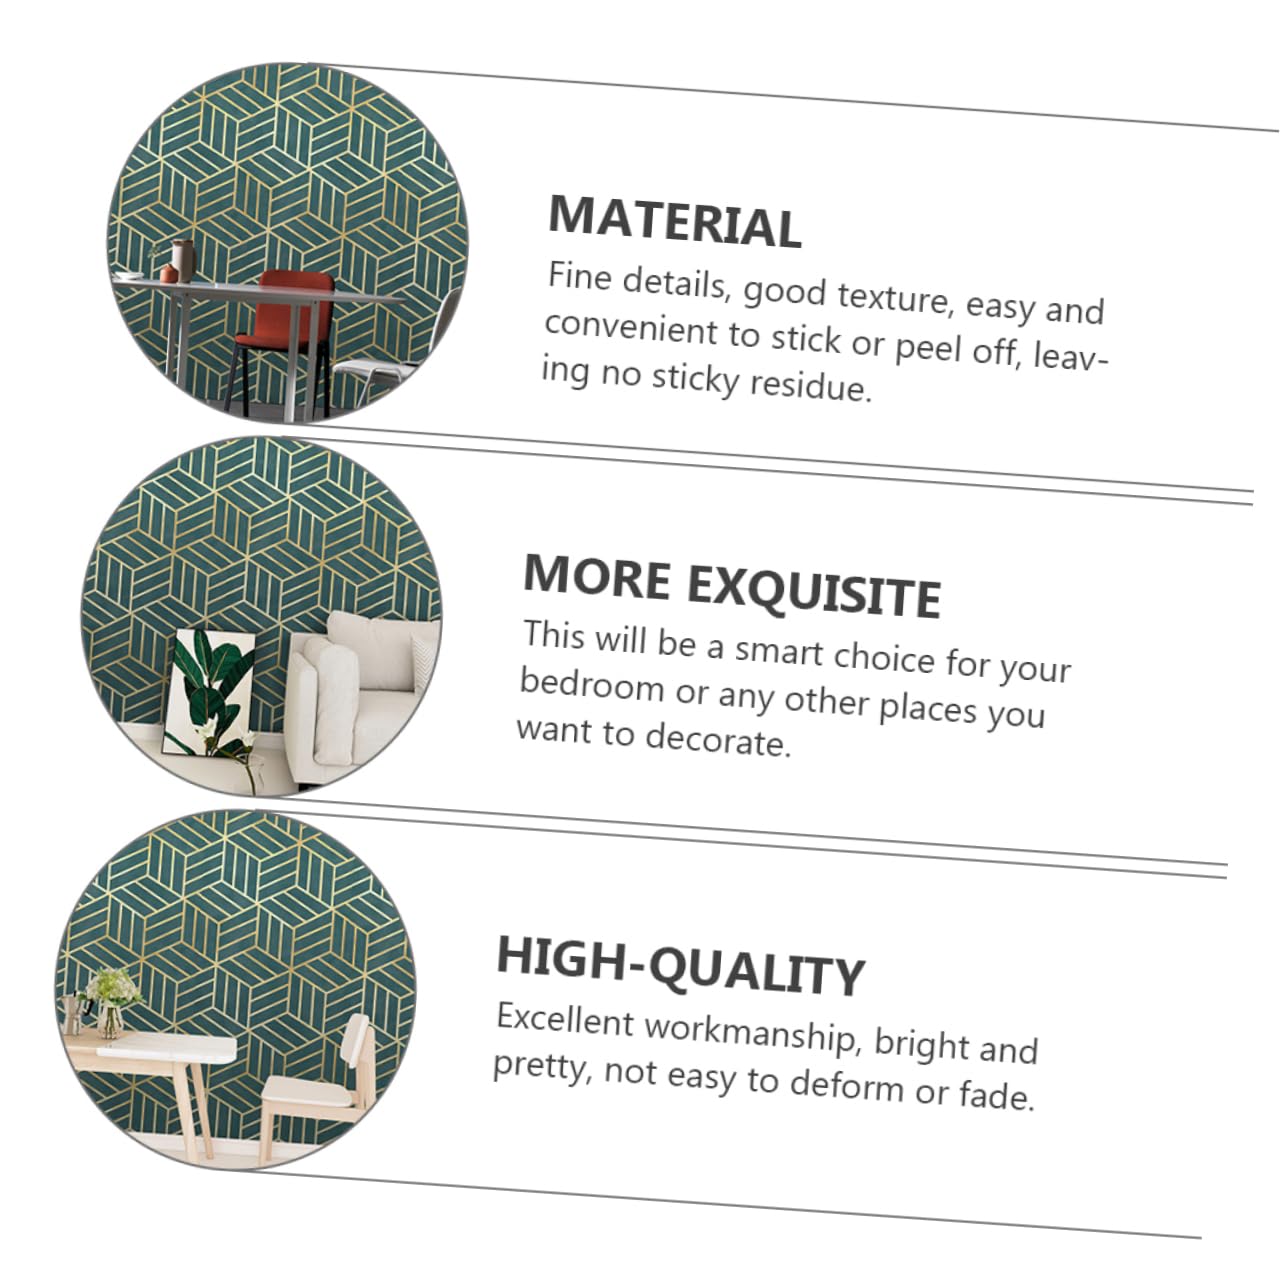 MATERIAL
Fine details, good texture, easy and
convenient to stick or peel off, leav-
ing no sticky residue.
MORE EXQUISITE
This will be a smart choice for your
bedroom or any other places you
want to decorate.
HIGH-QUALITY
Excellent workmanship, bright and
pretty, not easy to deform or fade.